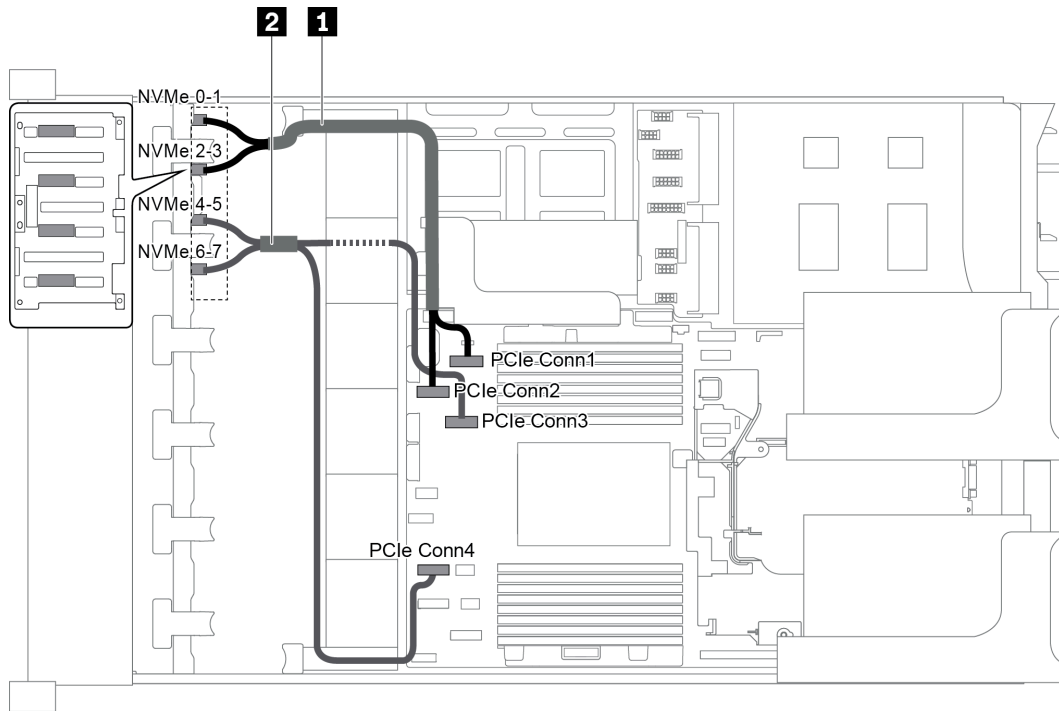 2 1
NVMe 0-1
NVMe 2-3
NVMe 4-5
NVMe 6-7
PCIe Conn1
PCIe Conn2
PCIe Conn3
PCIe Conn4